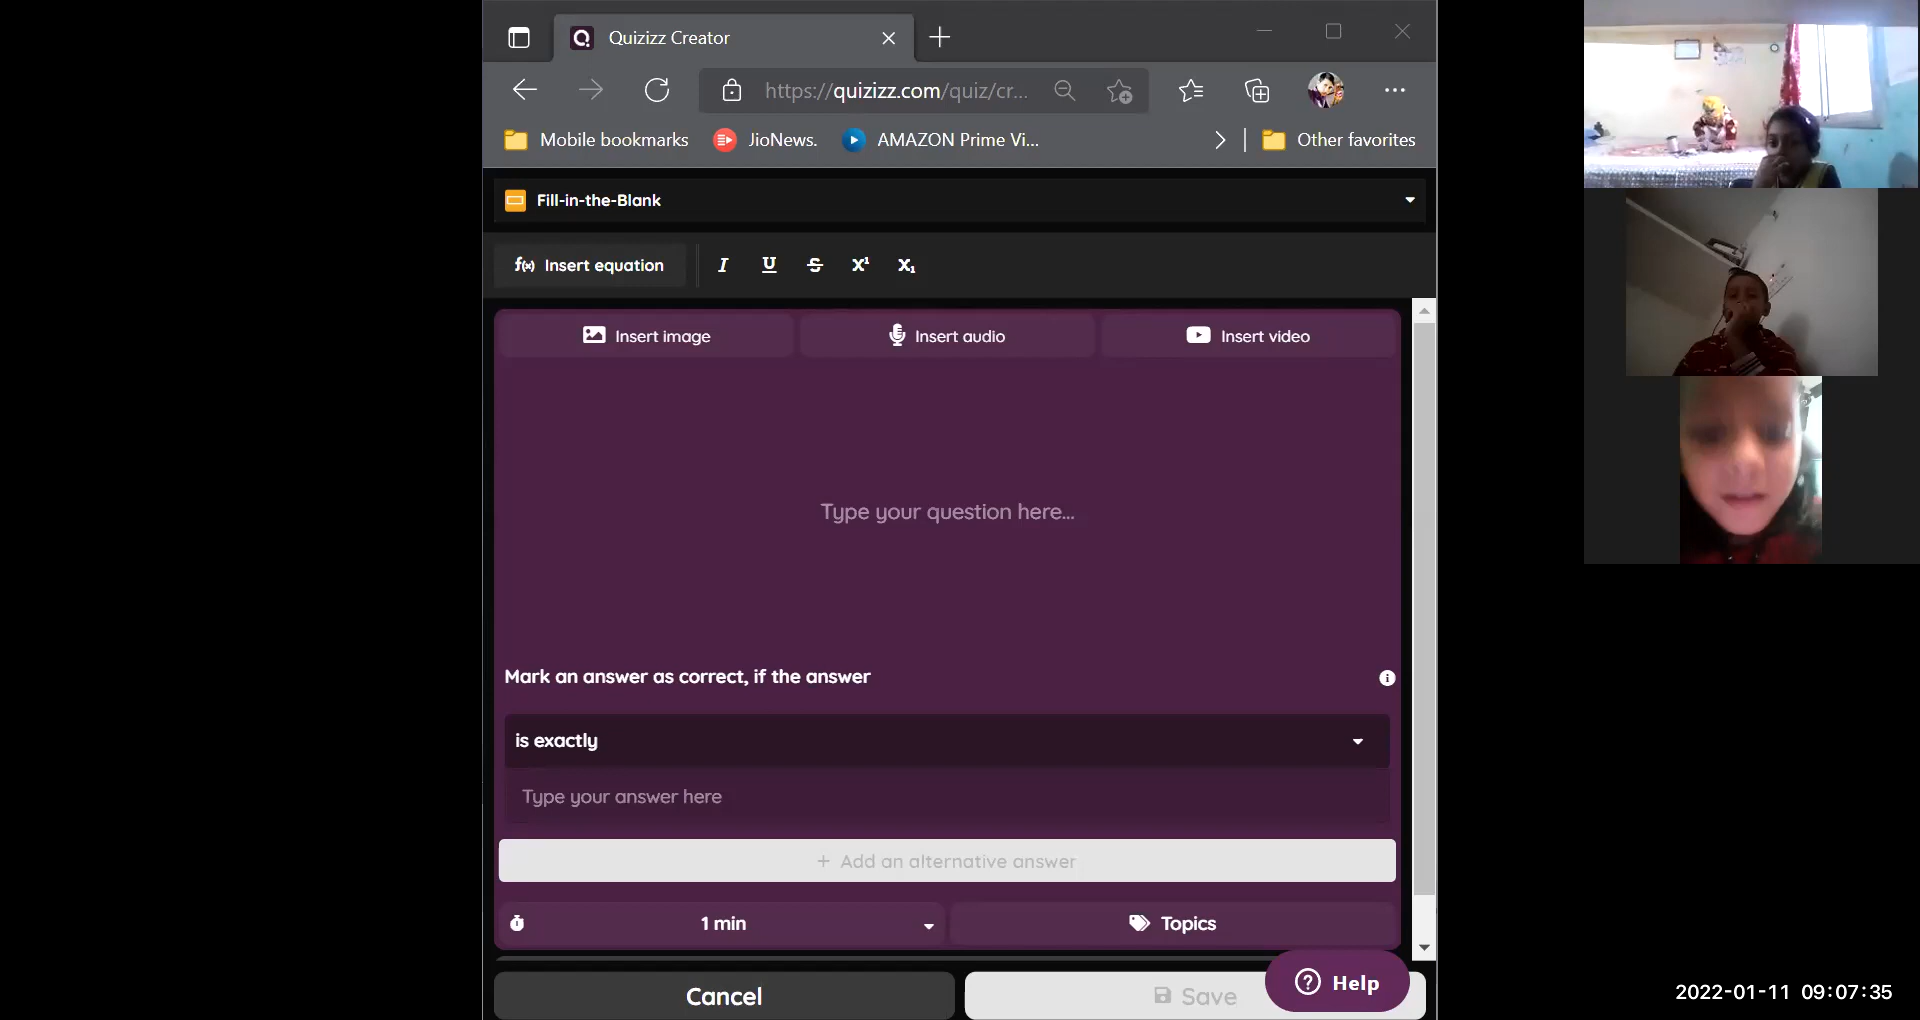 Quizizz Creator
https://quizizz.com/quiz/cr...
Mobile bookmarks
JioNews.
AMAZON Prime Vi...
Other favorites
Fill-in-the-Blank
f(x) Insert equation
I U S X¹ X₁
Insert image
Insert audio
Insert video
Type your question here...
Mark an answer as correct, if the answer
is exactly
Type your answer here
+ Add an alternative answer
1 min
Topics
Cancel
Save
Help
2022-01-11 09:07:35